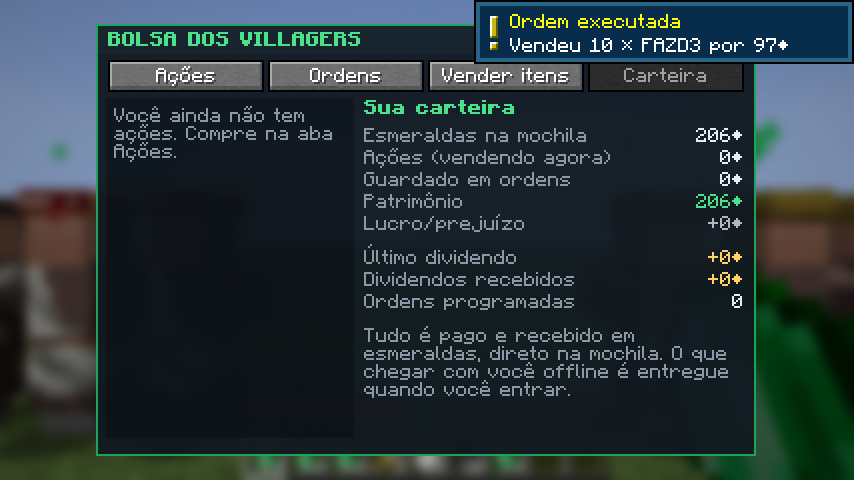 BOLSA DOS VILLAGERS
Ordem executada
Vendeu 10 × FAZD3 por 97♦
Ações
Ordens
Vender itens
Carteira
Você ainda não tem
ações. Compre na aba
Ações.
Sua carteira
Esmeraldas na mochila 206♦
Ações (vendendo agora) 0♦
Guardado em ordens 0♦
Patrimônio 206♦
Lucro/prejuízo +0♦
Último dividendo +0♦
Dividendos recebidos +0♦
Ordens programadas 0
Tudo é pago e recebido em
esmeraldas, direto na mochila. O que
chegar com você offline é entregue
quando você entrar.